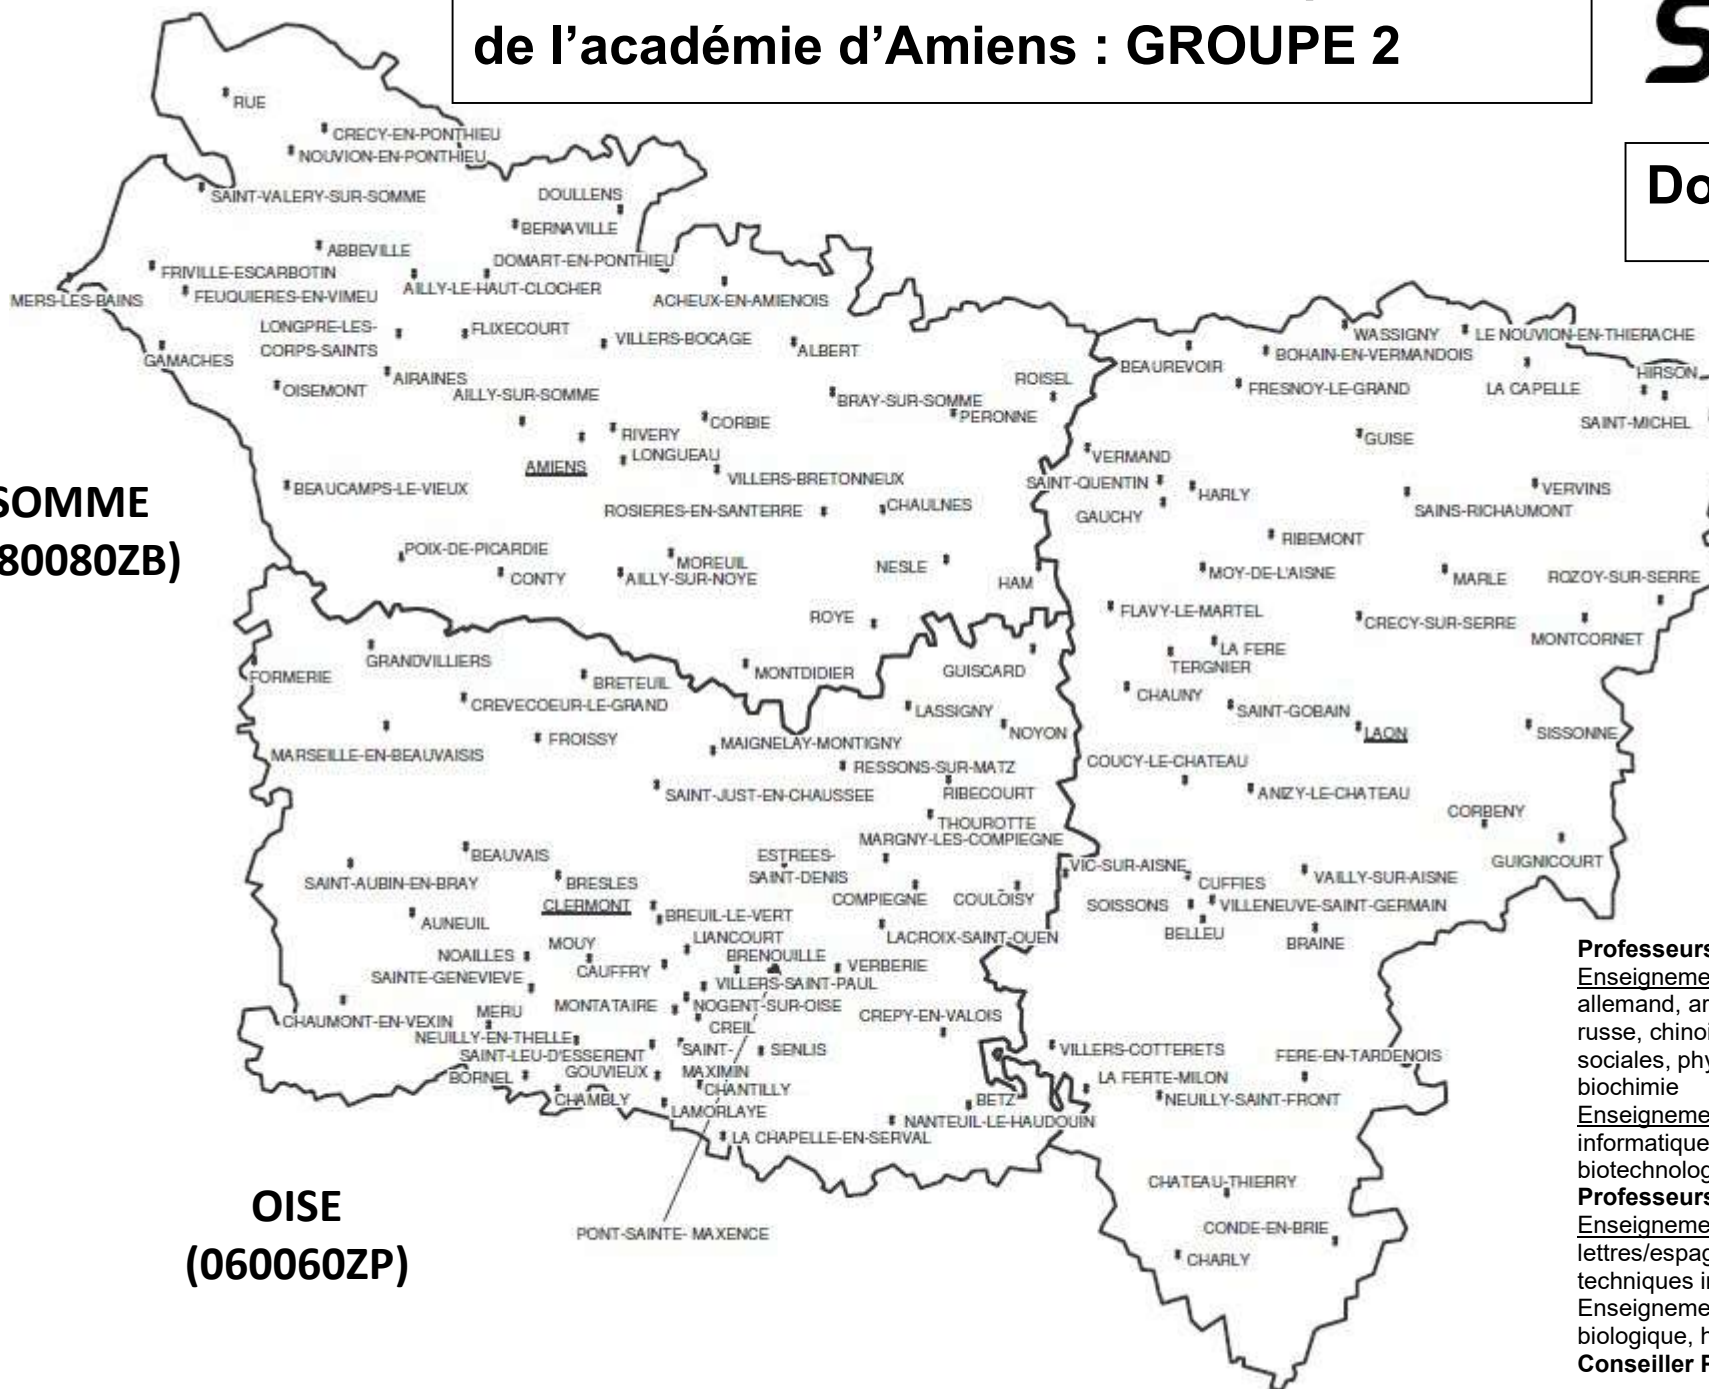 de l’académie d’Amiens : GROUPE 2
RUE
CRECY-EN-PONTHIEU
NOUVION-EN-PONTHIEU
SAINT-VALERY-SUR-SOMME
DOULLENS
BERNAVILLE
ABBEVILLE
DOMART-EN-PONTHIEU
FRIVILLE-ESCARBOTIN
AILLY-LE-HAUT-CLOCHER
MERS-LES-BAINS
FEUQUIERES-EN-VIMEU
ACHEUX-EN-AMIENOIS
LONGPRE-LES-
CORPS-SAINTS
FLIXECOURT
VILLERS-BOCAGE
ALBERT
GAMACHES
OISEMONT
AIRAINES
AILLY-SUR-SOMME
BRAY-SUR-SOMME
ROISEL
PERONNE
CORBIE
RIVERY
LONGUEAU
AMIENS
VILLERS-BRETONNEUX
BEAUCAMPS-LE-VIEUX
ROSIERES-EN-SANTERRE
CHAULNES
POIX-DE-PICARDIE
CONTY
MOREUIL
AILLY-SUR-NOYE
NESLE
HAM
ROYE
MONTDIDIER
SOMME
80080ZB)
WASSIGNY
LE NOUVION-EN-THIERACHE
BOHAIN-EN-VERMANDOIS
BEAUREVOIR
FRESNOY-LE-GRAND
LA CAPELLE
HIRSON
SAINT-MICHEL
GUISE
VERMAND
SAINT-QUENTIN
HARLY
GAUCHY
VERVINS
SAINS-RICHAUMONT
RIBEMONT
MOY-DE-L'AISNE
MARLE
ROZOY-SUR-SERRE
FLAVY-LE-MARTEL
CRECY-SUR-SERRE
MONTCORNET
LA FERE
TERGNIER
CHAUNY
SAINT-GOBAIN
LAON
SISSONNE
COUCY-LE-CHATEAU
ANIZY-LE-CHATEAU
CORBENY
GUIGNICOURT
VIC-SUR-AISNE
CUFFIES
VAILLY-SUR-AISNE
SOISSONS
VILLENEUVE-SAINT-GERMAIN
BELLEU
BRAINE
VILLERS-COTTERETS
FERE-EN-TARDENOIS
LA FERTE-MILON
NEUILLY-SAINT-FRONT
CHATEAU-THIERRY
CONDE-EN-BRIE
CHARLY
FORMERIE
GRANDVILLIERS
BRETEUIL
CREVECOEUR-LE-GRAND
MARSEILLE-EN-BEAUVAISIS
FROISSY
MAIGNELAY-MONTIGNY
GUISCARD
LASSIGNY
NOYON
RESSONS-SUR-MATZ
RIBECOURT
SAINT-JUST-EN-CHAUSSEE
THOUROTTE
MARGNY-LES-COMPIEGNE
BEAUVAIS
ESTREES-
SAINT-DENIS
SAINT-AUBIN-EN-BRAY
BRESLES
CLERMONT
COMPIEGNE
COULOISY
AUNEUIL
BREUIL-LE-VERT
LIANCOURT
LACROIX-SAINT-OUEN
NOAILLES
MOUY
BRENOUILLE
CAUFFRY
VERBERIE
SAINTE-GENEVIEVE
VILLERS-SAINT-PAUL
MONTATAIRE
NOGENT-SUR-OISE
CHAUMONT-EN-VEXIN
MERU
CREIL
CREPY-EN-VALOIS
NEUILLY-EN-THELLE
SAINT-LEU-D'ESSERENT
SAINT-
MAXIMIN
SENLIS
BORNEL
GOUVIEUX
CHANTILLY
CHAMBLY
LAMORLAYE
BETZ
NANTEUIL-LE-HAUDOUIN
LA CHAPELLE-EN-SERVAL
PONT-SAINTE- MAXENCE
OISE
(060060ZP)
S
Do
Professeurs
Enseigneme
allemand, ar
russe, chinoi
sociales, phy
biochimie
Enseigneme
informatique
biotechnolog
Professeurs
Enseigneme
lettres/espag
techniques in
Enseigneme
biologique, h
Conseiller P